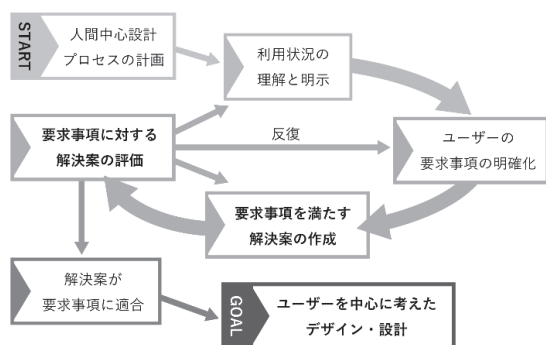 START
人間中心設計
プロセスの計画
利用状況の
理解と明示
要求事項に対する
解決案の評価
反復
ユーザーの
要求事項の明確化
要求事項を満たす
解決案の作成
解決案が
要求事項に適合
GOAL
ユーザーを中心に考えた
デザイン・設計